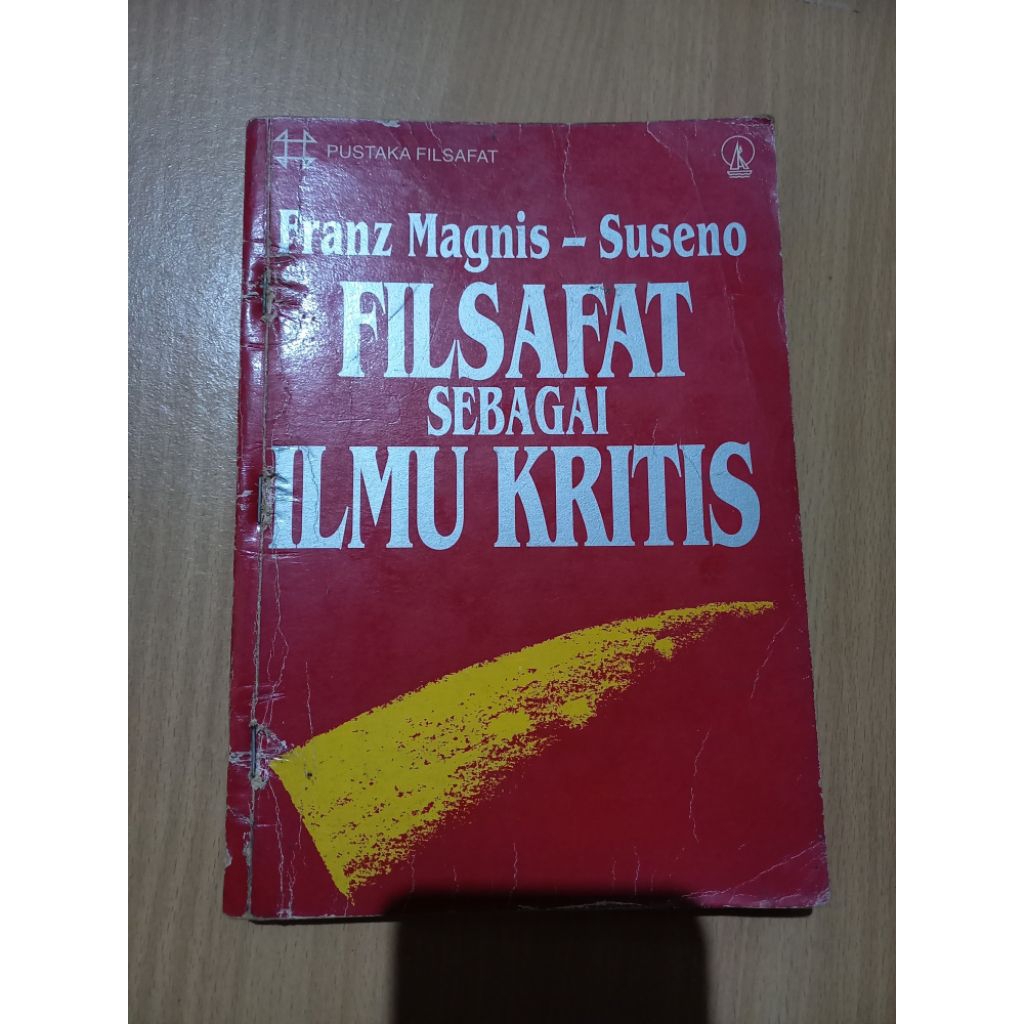 PUSTAKA FILSAFAT
Franz Magnis – Suseno
FILSAFAT
SEBAGAI
ILMU KRITIS